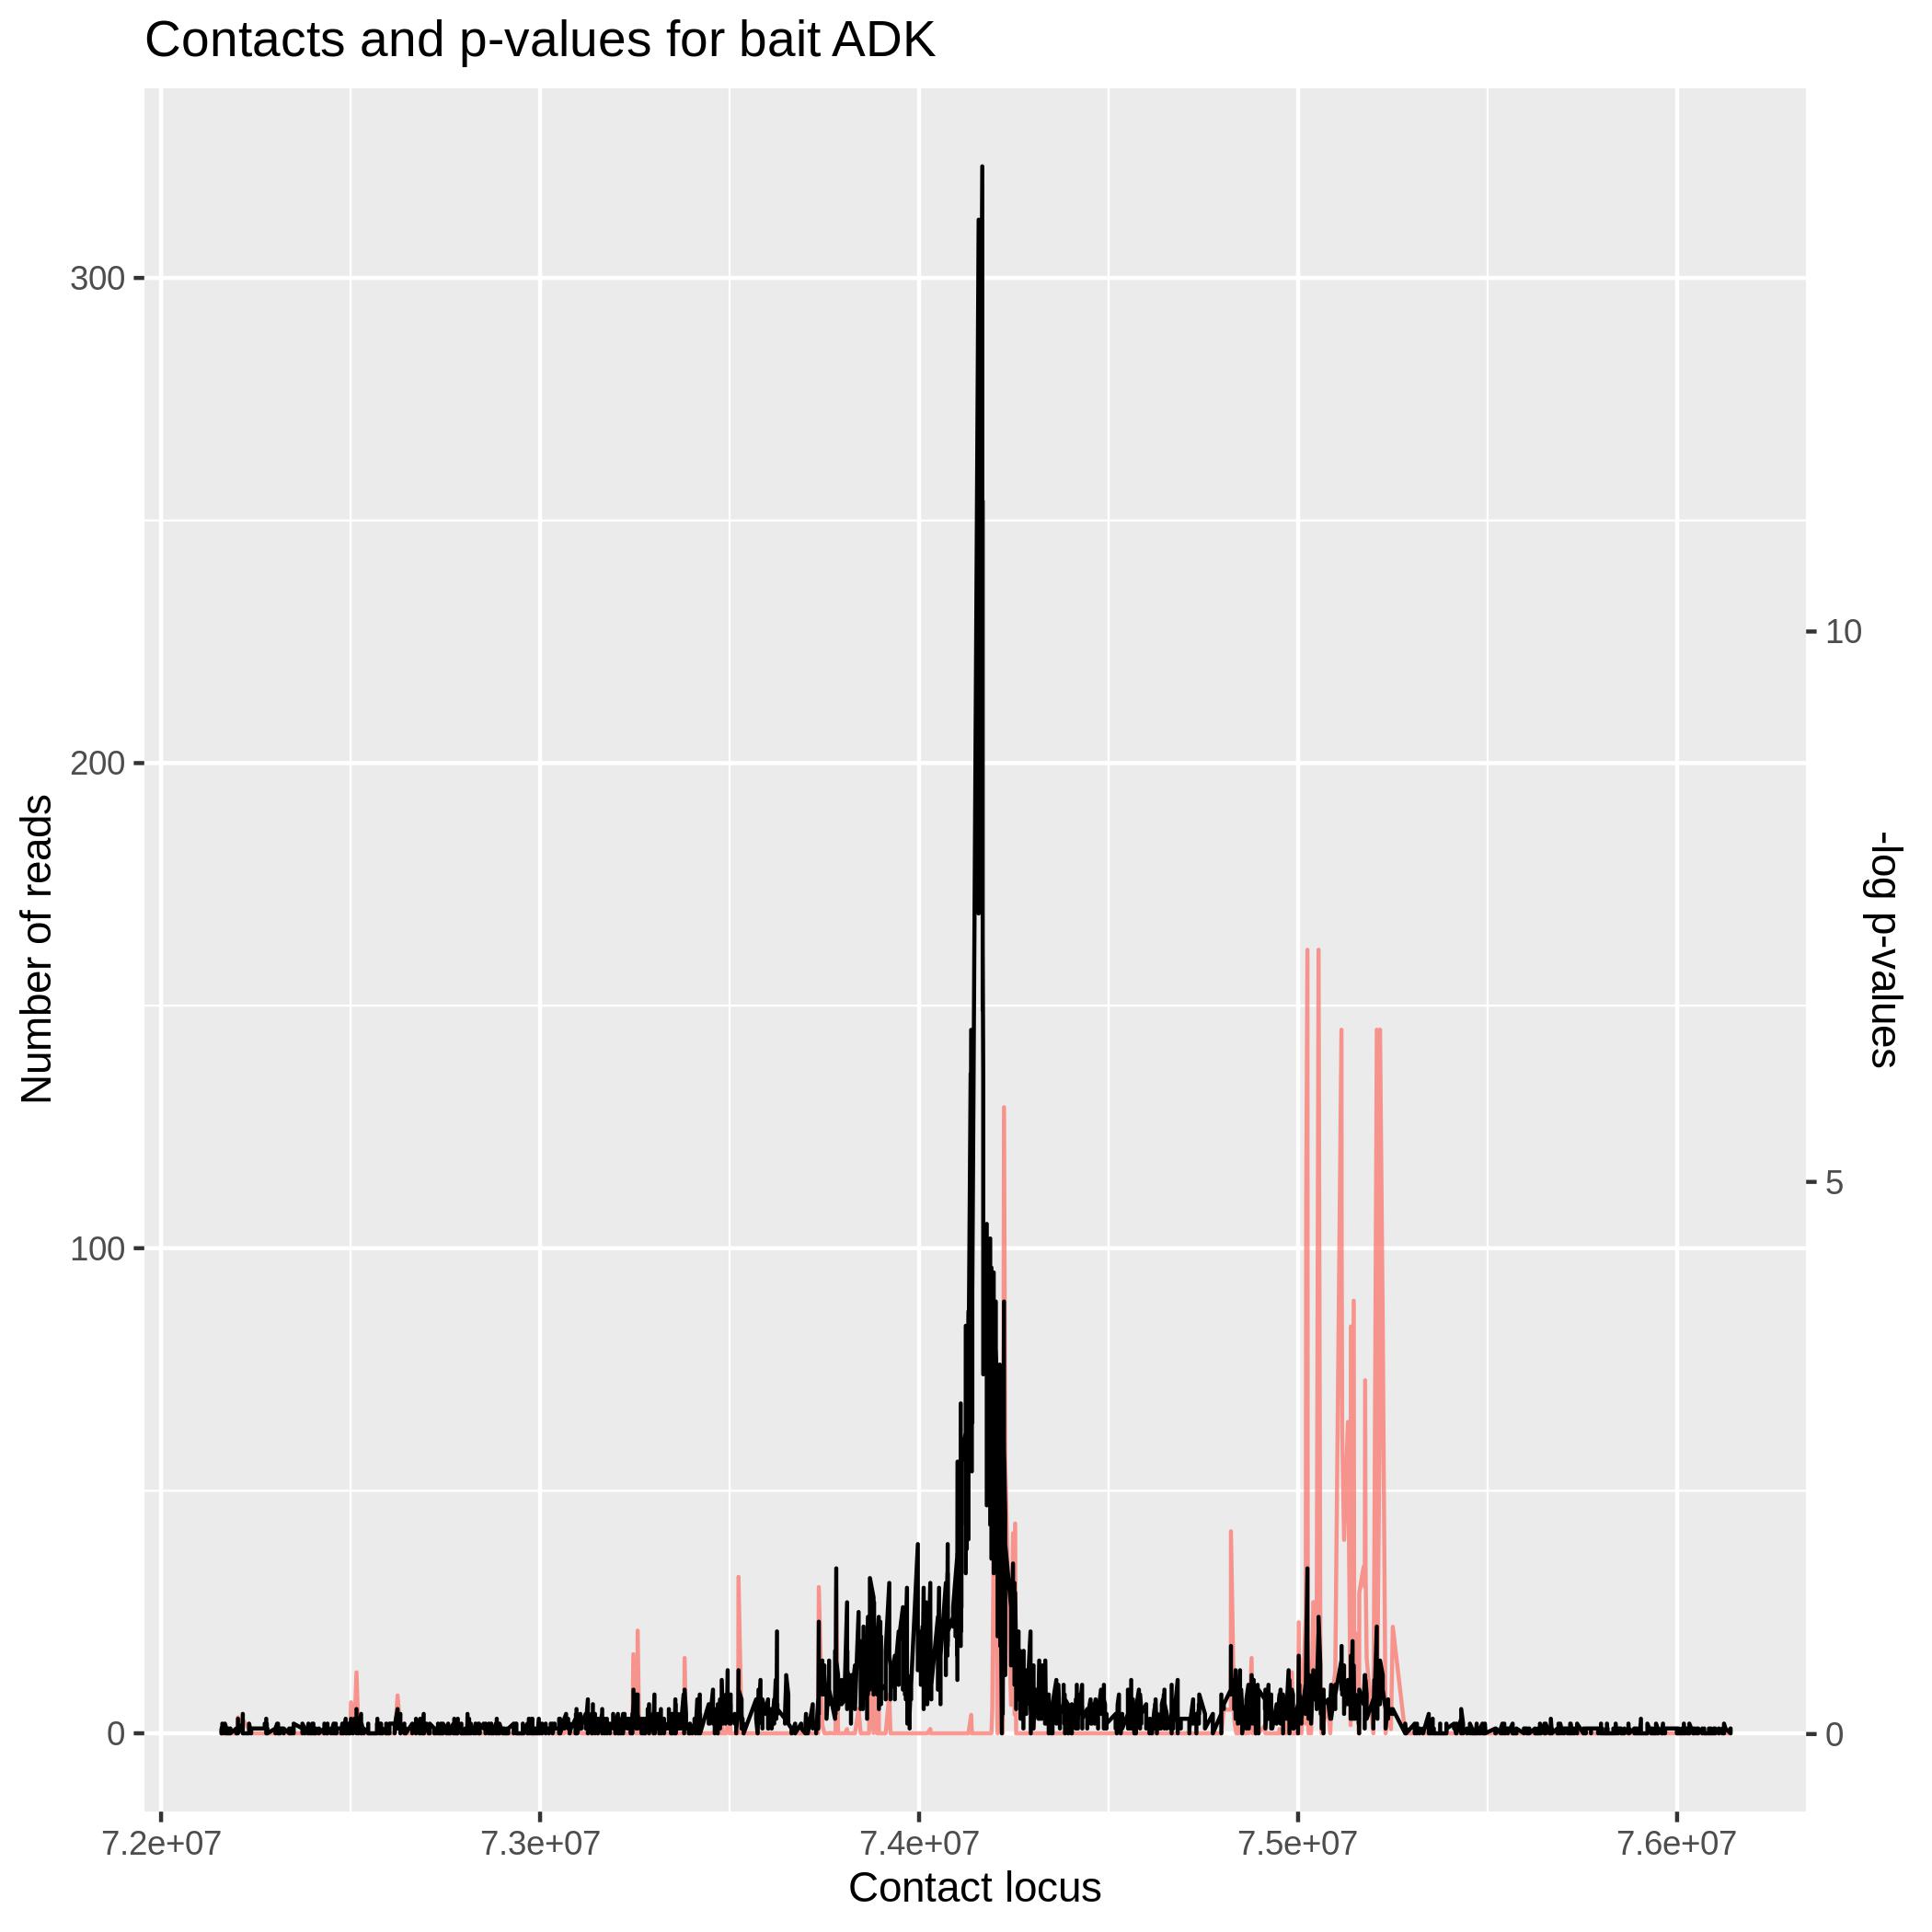 Contacts and p-values for bait ADK
300
200
100
0
Number of reads
10
5
0
-log p-values
7.2e+07
7.3e+07
7.4e+07
7.5e+07
7.6e+07
Contact locus